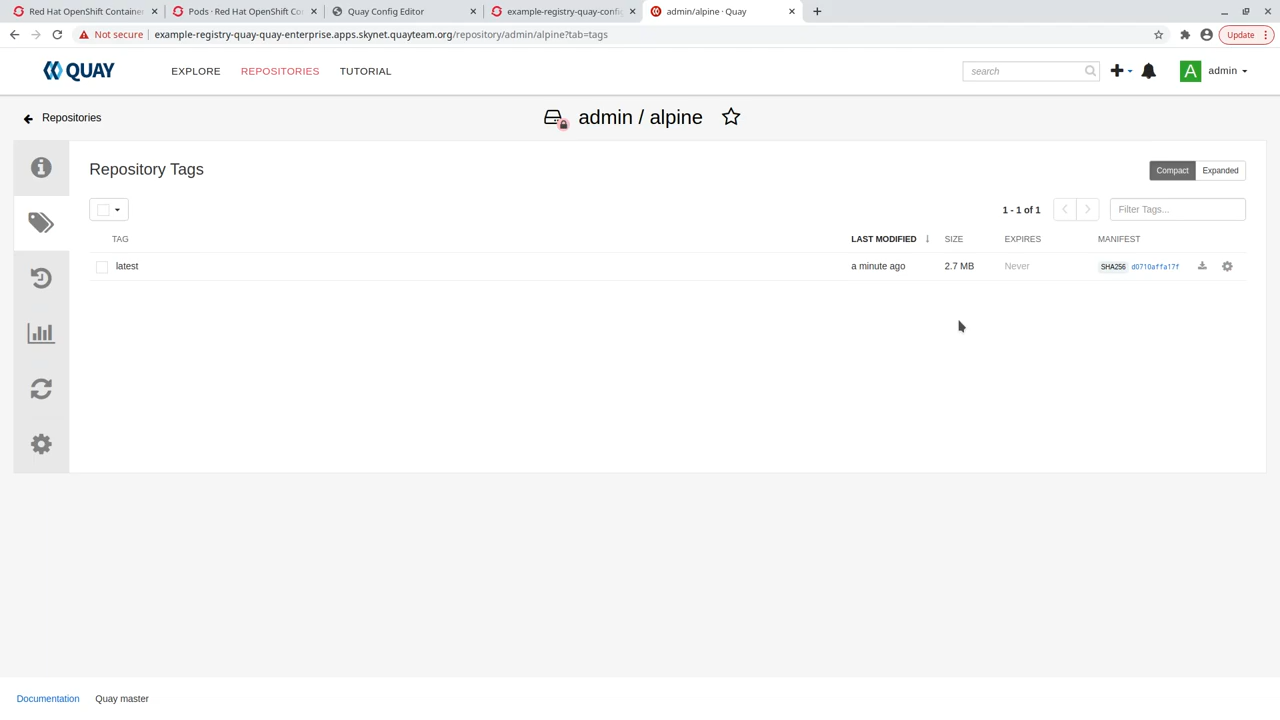 Red Hat OpenShift Container
Pods · Red Hat OpenShift Co
Quay Config Editor
example-registry-quay-config
admin/alpine · Quay
Not secure
example-registry-quay-quay-enterprise.apps.skynet.quayteam.org/repository/admin/alpine?tab=tags
Update
QUAY
EXPLORE
REPOSITORIES
TUTORIAL
search
A
admin
Repositories
admin / alpine
Repository Tags
Compact
Expanded
1 - 1 of 1
Filter Tags...
TAG
LAST MODIFIED
SIZE
EXPIRES
MANIFEST
latest
a minute ago
2.7 MB
Never
SHA256 d0710affa17f
Documentation
Quay master